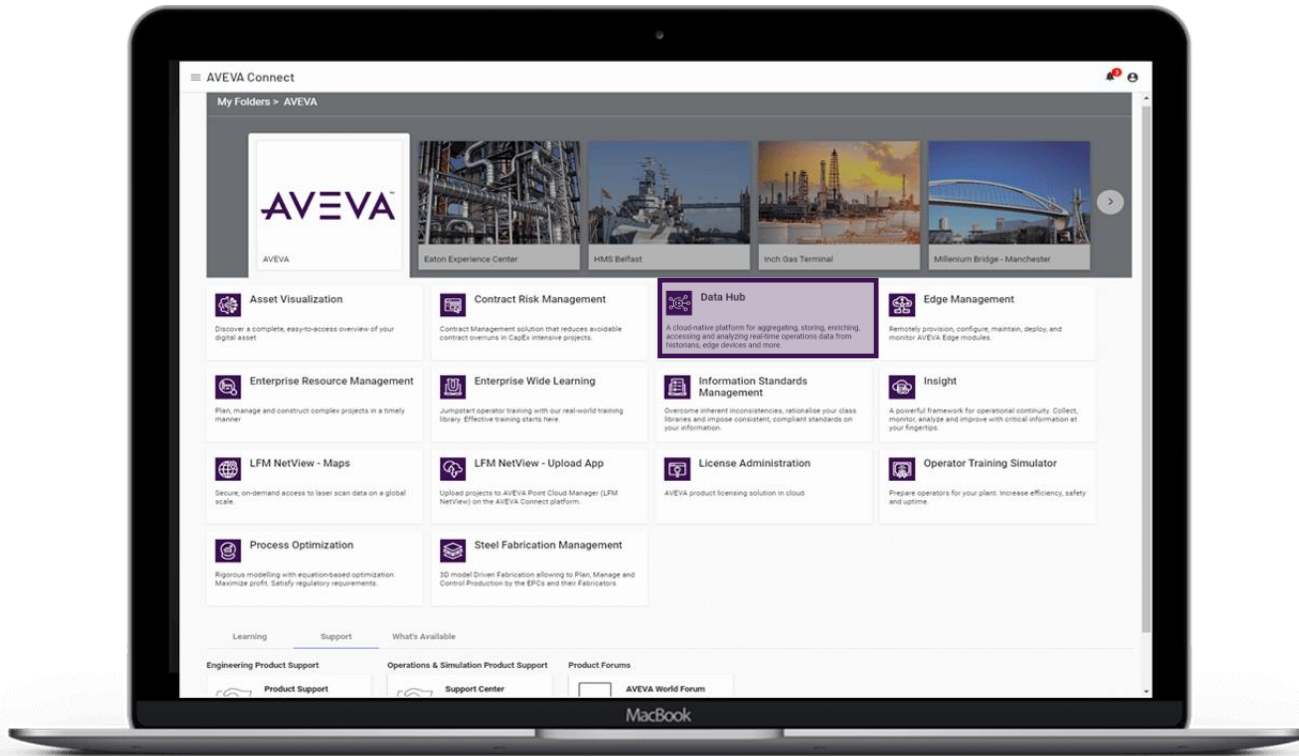 AVEVA Connect
My Folders > AVEVA
AVEVA™
AVEVA
Eaton Experience Center
HMS Belfast
Inch Gas Terminal
Millenium Bridge - Manchester
Asset Visualization
Discover a complete, easy-to-access overview of your
digital asset
Contract Risk Management
Contract Management solution that reduces avoidable
contract overruns in CapEx intensive projects.
Data Hub
A cloud-native platform for aggregating, storing, enriching,
accessing and analyzing real-time operations data from
historians, edge devices and more.
Edge Management
Remotely provision, configure, maintain, deploy, and
monitor AVEVA Edge modules.
Enterprise Resource Management
Plan, manage and construct complex projects in a timely
manner
Enterprise Wide Learning
Jumpstart operator training with our real-world training
library. Effective training starts here.
Information Standards
Management
Overcome inherent inconsistencies, rationalise your class
libraries and impose consistent, compliant standards on
your information.
Insight
A powerful framework for operational continuity. Collect,
monitor, analyze and improve with critical information at
your fingertips.
LFM NetView - Maps
Secure, on-demand access to laser scan data on a global
scale.
LFM NetView - Upload App
Upload projects to AVEVA Point Cloud Manager (LFM
NetView) on the AVEVA Connect platform.
License Administration
AVEVA product licensing solution in cloud
Operator Training Simulator
Prepare operators for your plant. Increase efficiency, safety
and uptime.
Process Optimization
Rigorous modelling with equation-based optimization.
Maximize profit. Satisfy regulatory requirements.
Steel Fabrication Management
3D model Driven Fabrication allowing to Plan, Manage and
Control Production by the EPCs and their Fabricators
Learning
Support
What's Available
Engineering Product Support
Operations & Simulation Product Support
Product Forums
Product Support
Support Center
AVEVA World Forum
MacBook